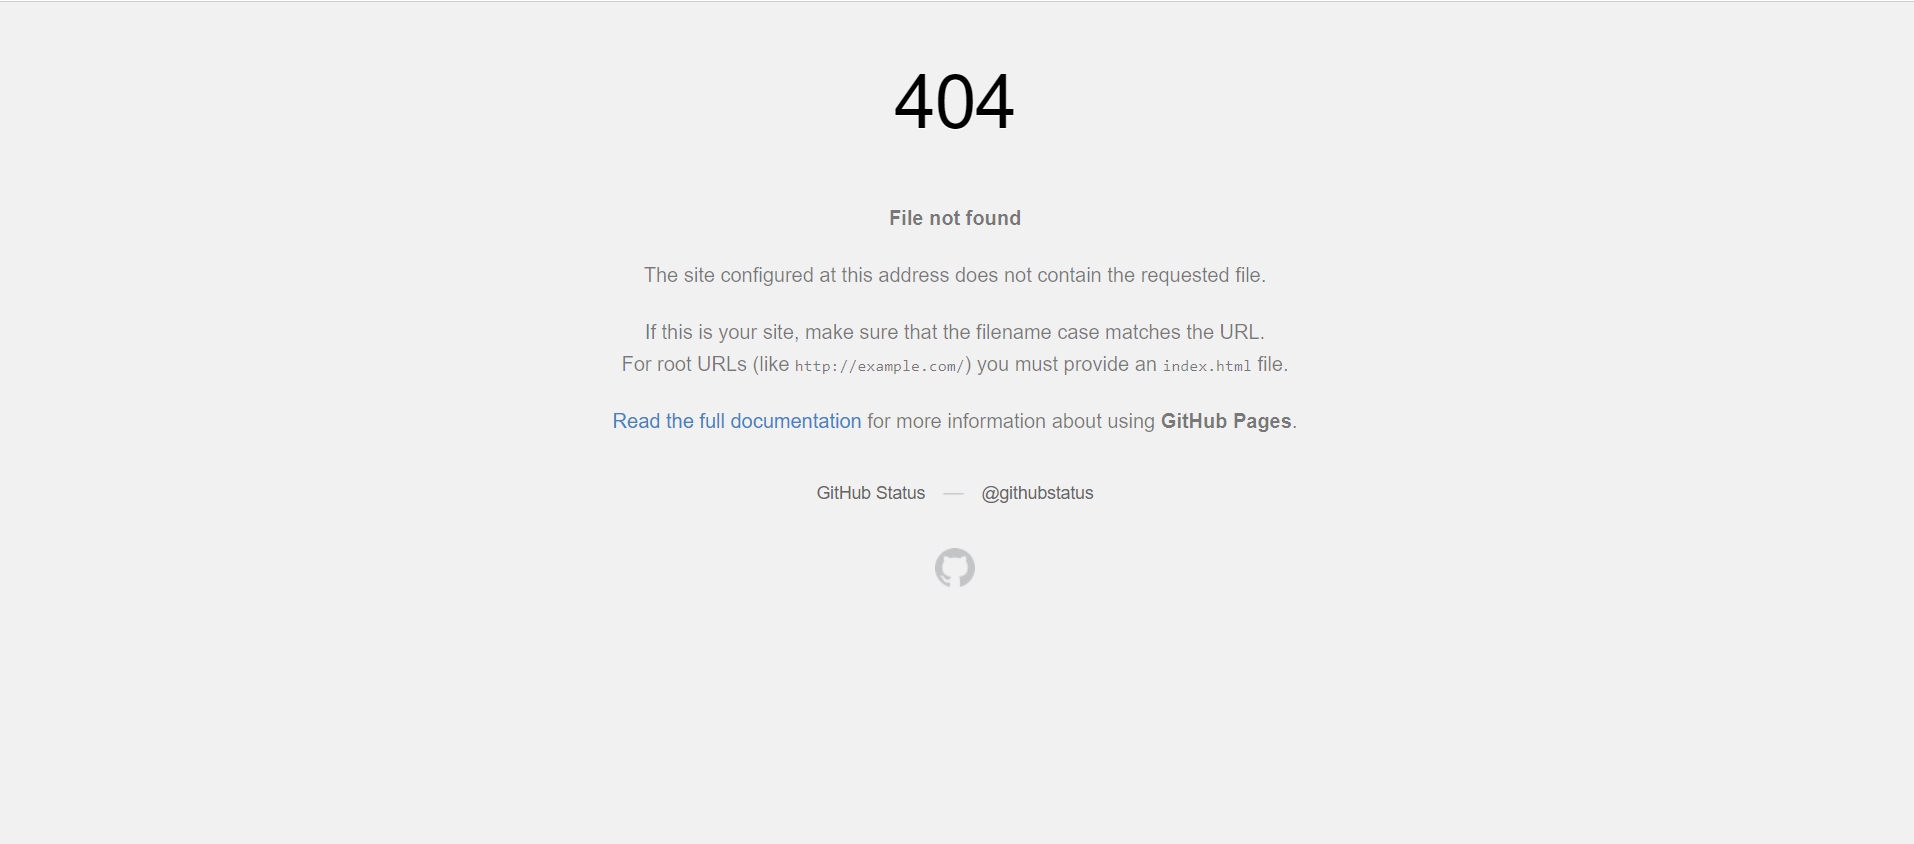 404
File not found
The site configured at this address does not contain the requested file.
If this is your site, make sure that the filename case matches the URL.
For root URLs (like http://example.com/) you must provide an index.html file.
Read the full documentation for more information about using GitHub Pages.
GitHub Status — @githubstatus